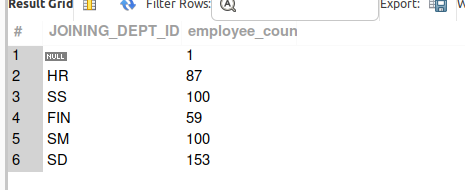 Result Grid Filter Rows: Export:
# JOINING_DEPT_ID employee_coun
1 NULL 1
2 HR 87
3 SS 100
4 FIN 59
5 SM 100
6 SD 153